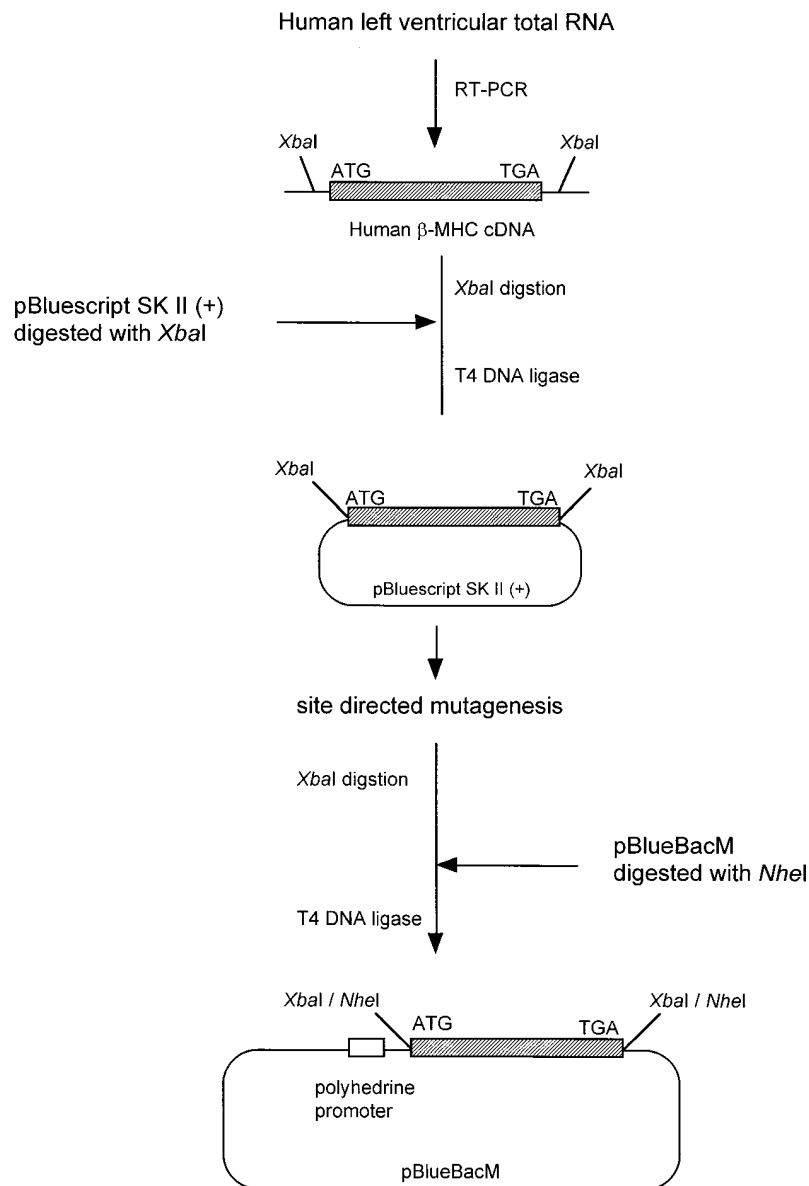 Human left ventricular total RNA
RT-PCR
XbaI
XbaI
ATG
TGA
Human β-MHC cDNA
XbaI digstion
pBluescript SK II (+)
digested with XbaI
T4 DNA ligase
XbaI
XbaI
ATG
TGA
pBluescript SK II (+)
site directed mutagenesis
XbaI digstion
pBlueBacM
digested with NheI
T4 DNA ligase
XbaI / NheI
XbaI / NheI
ATG
TGA
polyhedrine
promoter
pBlueBacM